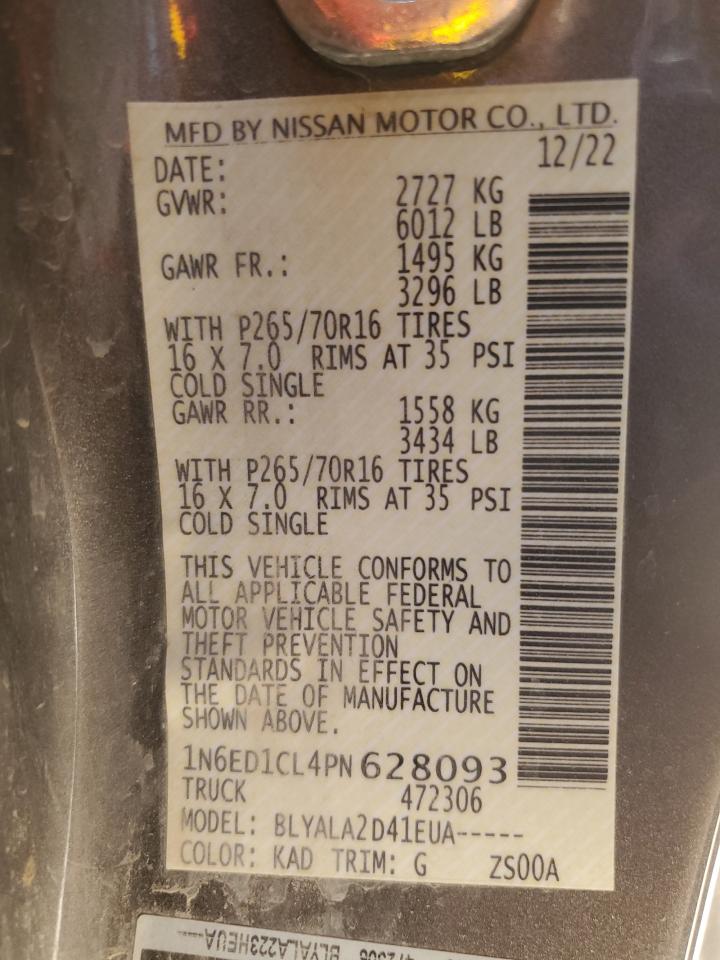 MFD BY NISSAN MOTOR CO., LTD.
DATE: 12/22
GVWR: 2727 KG
6012 LB
GAWR FR.: 1495 KG
3296 LB
WITH P265/70R16 TIRES
16 X 7.0 RIMS AT 35 PSI
COLD SINGLE
GAWR RR.: 1558 KG
3434 LB
WITH P265/70R16 TIRES
16 X 7.0 RIMS AT 35 PSI
COLD SINGLE
THIS VEHICLE CONFORMS TO
ALL APPLICABLE FEDERAL
MOTOR VEHICLE SAFETY AND
THEFT PREVENTION
STANDARDS IN EFFECT ON
THE DATE OF MANUFACTURE
SHOWN ABOVE.
1N6ED1CL4PN628093
TRUCK 472306
MODEL: BLYALA2D41EUA-----
COLOR: KAD TRIM: G ZS00A